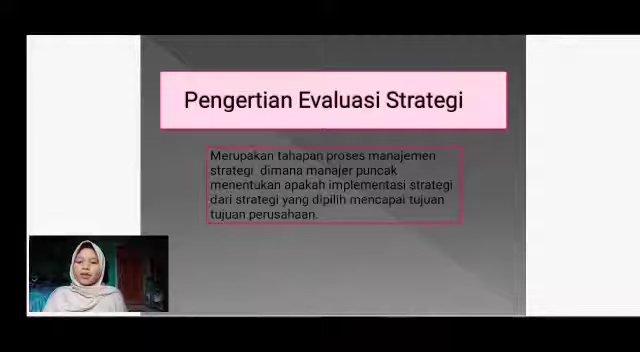 Pengertian Evaluasi Strategi
Merupakan tahapan proses manajemen
strategi dimana manajer puncak
menentukan apakah implementasi strategi
dari strategi yang dipilih mencapai tujuan
tujuan perusahaan.